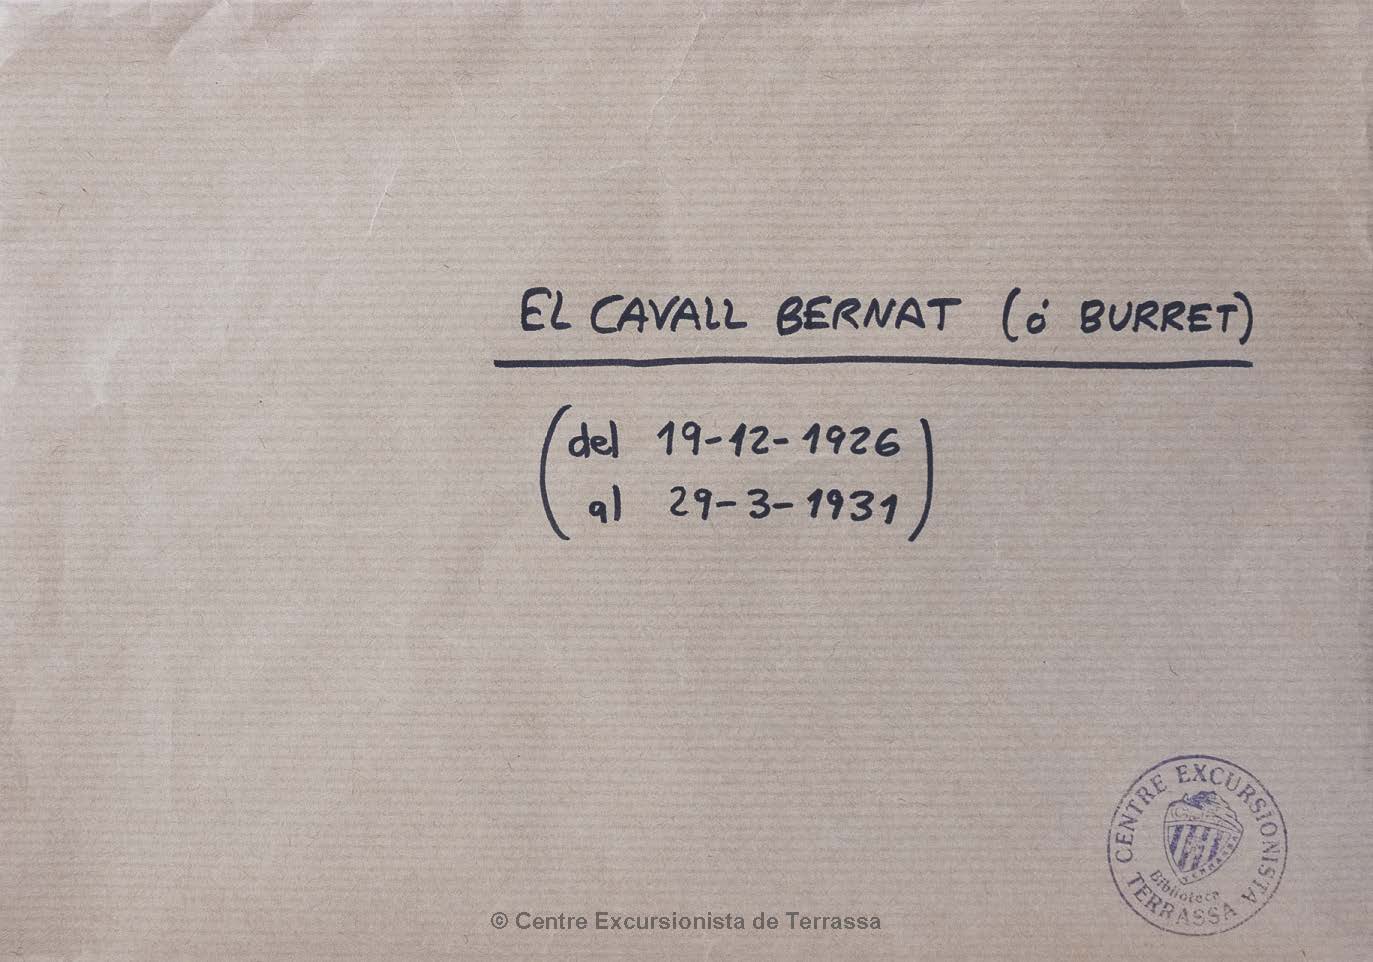 EL CAVALL BERNAT (ó BURRET)
(del 19-12-1926
al 29-3-1931)
CENTRE EXCURSIONISTA
Biblioteca
TERRASSA
© Centre Excursionista de Terrassa